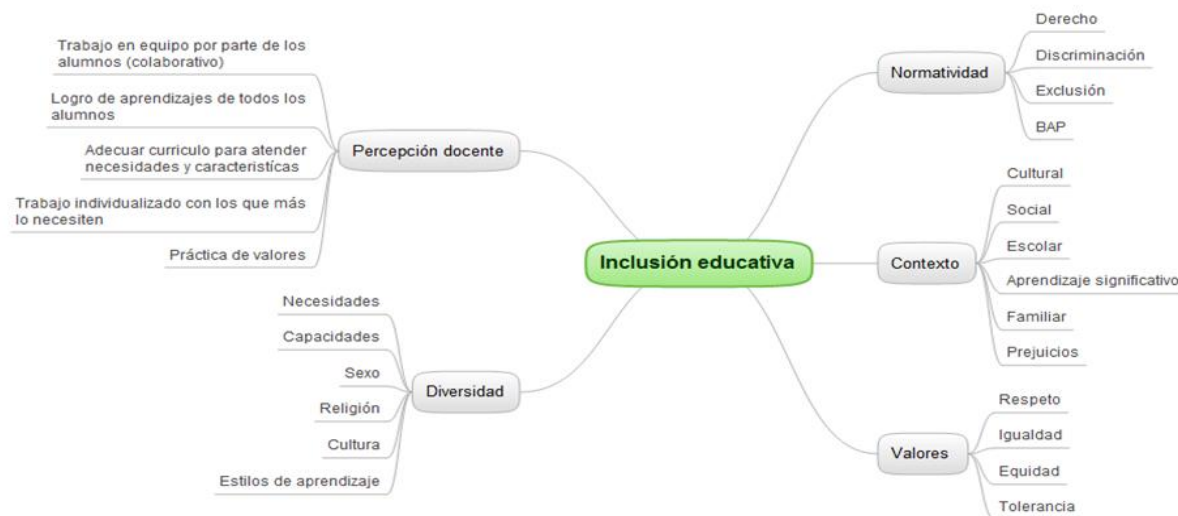 Inclusión educativa
Percepción docente
Trabajo en equipo por parte de los
alumnos (colaborativo)
Logro de aprendizajes de todos los
alumnos
Adecuar curriculo para atender
necesidades y caracteristícas
Trabajo individualizado con los que más
lo necesiten
Práctica de valores
Diversidad
Necesidades
Capacidades
Sexo
Religión
Cultura
Estilos de aprendizaje
Normatividad
Derecho
Discriminación
Exclusión
BAP
Contexto
Cultural
Social
Escolar
Aprendizaje significativo
Familiar
Prejuicios
Valores
Respeto
Igualdad
Equidad
Tolerancia